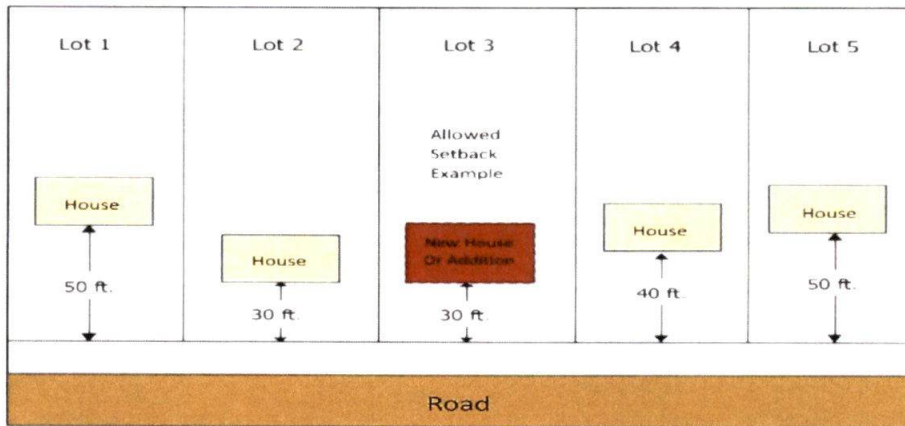 Lot 1
Lot 2
Lot 3
Lot 4
Lot 5
Allowed
Setback
Example
House
House
New House
Or Addition
House
House
50 ft.
30 ft.
30 ft.
40 ft.
50 ft.
Road